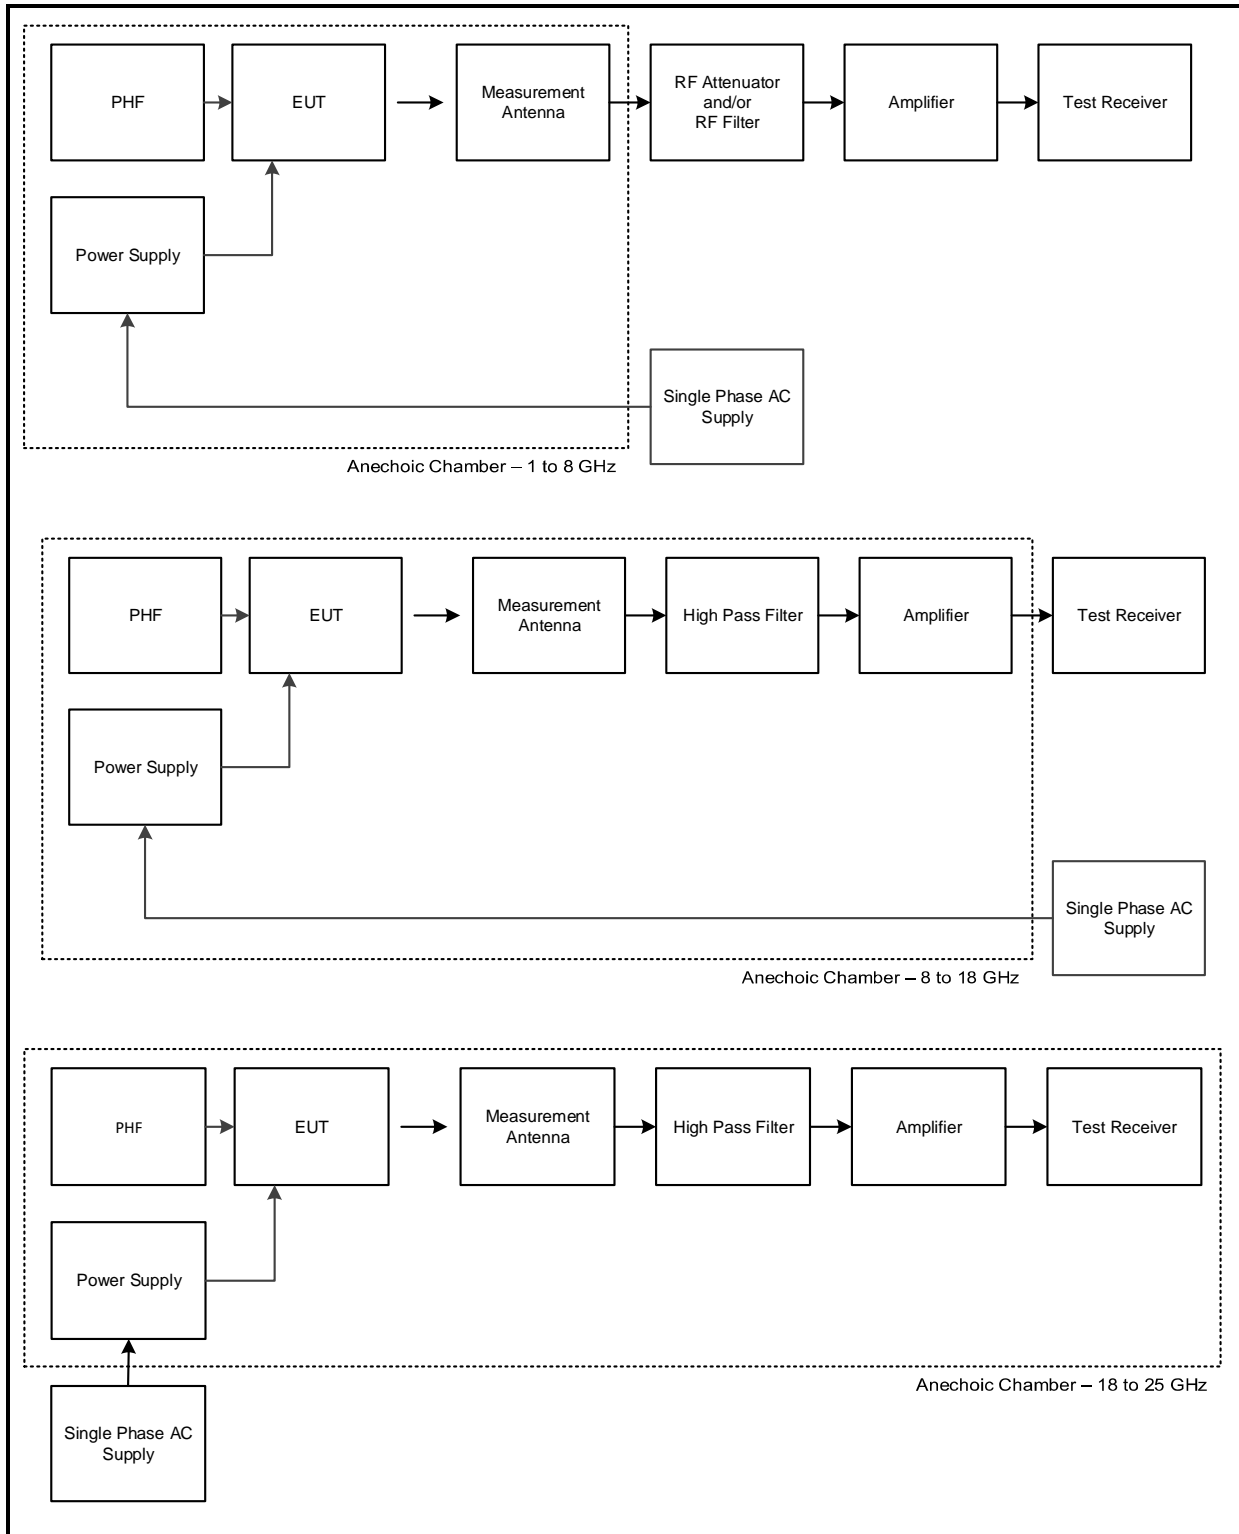 PHF
EUT
Measurement
Antenna
RF Attenuator
and/or
RF Filter
Amplifier
Test Receiver
Power Supply
Single Phase AC
Supply
Anechoic Chamber – 1 to 8 GHz
PHF
EUT
Measurement
Antenna
High Pass Filter
Amplifier
Test Receiver
Power Supply
Single Phase AC
Supply
Anechoic Chamber – 8 to 18 GHz
PHF
EUT
Measurement
Antenna
High Pass Filter
Amplifier
Test Receiver
Power Supply
Anechoic Chamber – 18 to 25 GHz
Single Phase AC
Supply